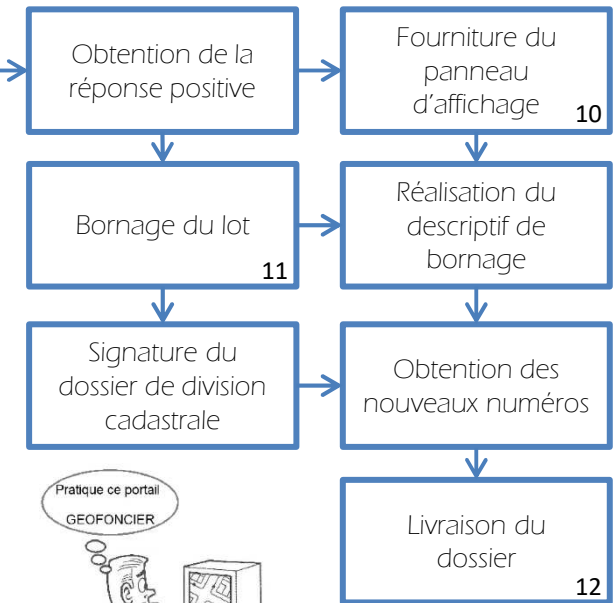 Obtention de la
réponse positive
Fourniture du
panneau
d'affichage
10
Bornage du lot
11
Réalisation du
descriptif de
bornage
Signature du
dossier de division
cadastrale
Obtention des
nouveaux numéros
Pratique ce portail
GEOFONCIER
Livraison du
dossier
12